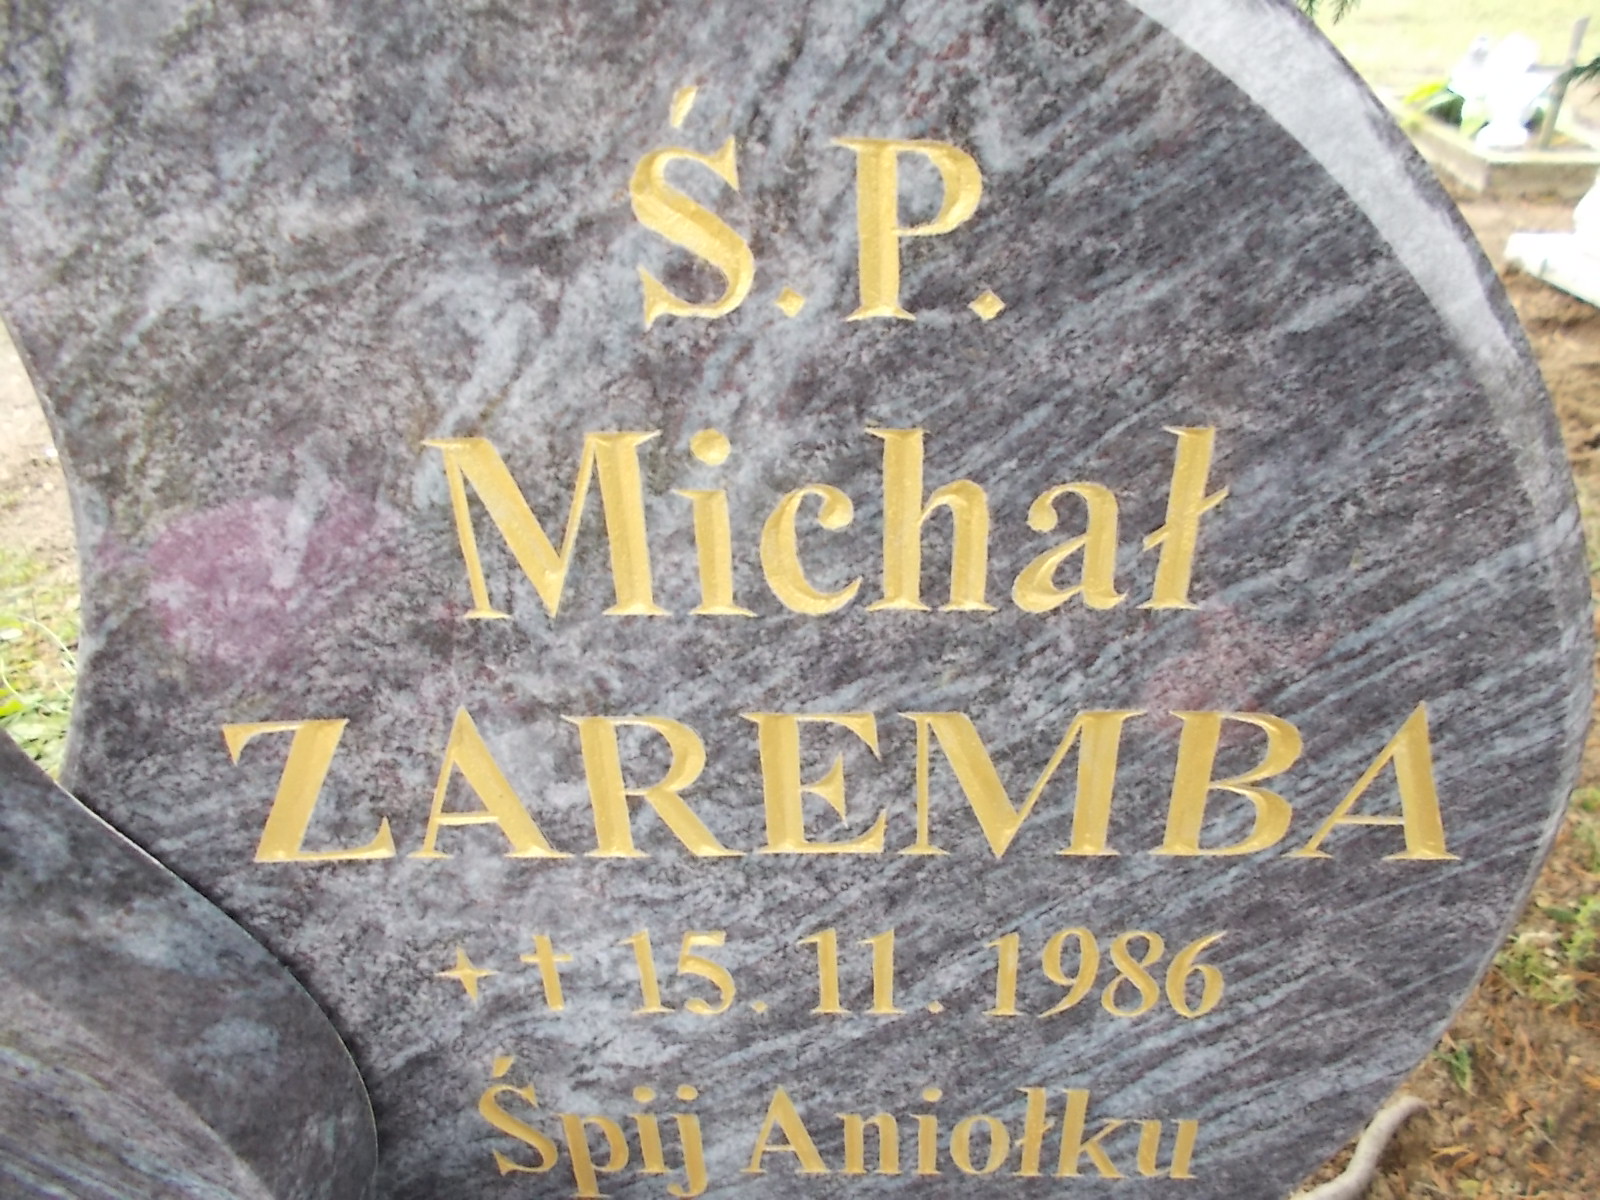 Ś.P.
Michał
ZAREMBA
✦ † 15. 11. 1986
Śpij Aniołku